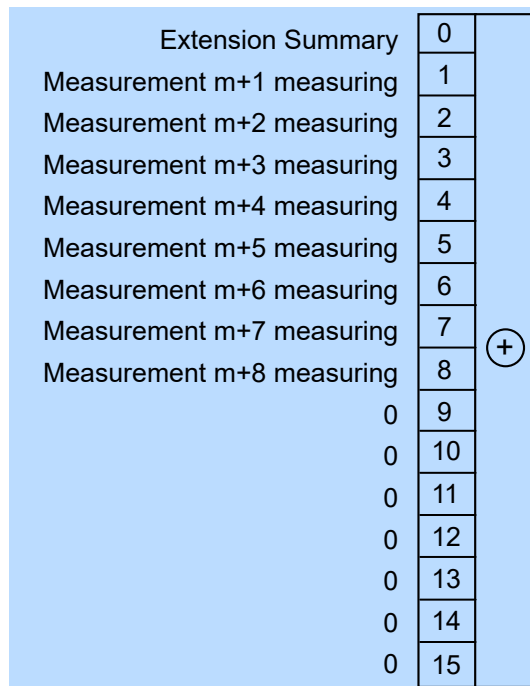 Extension Summary 0
Measurement m+1 measuring 1
Measurement m+2 measuring 2
Measurement m+3 measuring 3
Measurement m+4 measuring 4
Measurement m+5 measuring 5
Measurement m+6 measuring 6
Measurement m+7 measuring 7
+
Measurement m+8 measuring 8
0 9
0 10
0 11
0 12
0 13
0 14
0 15